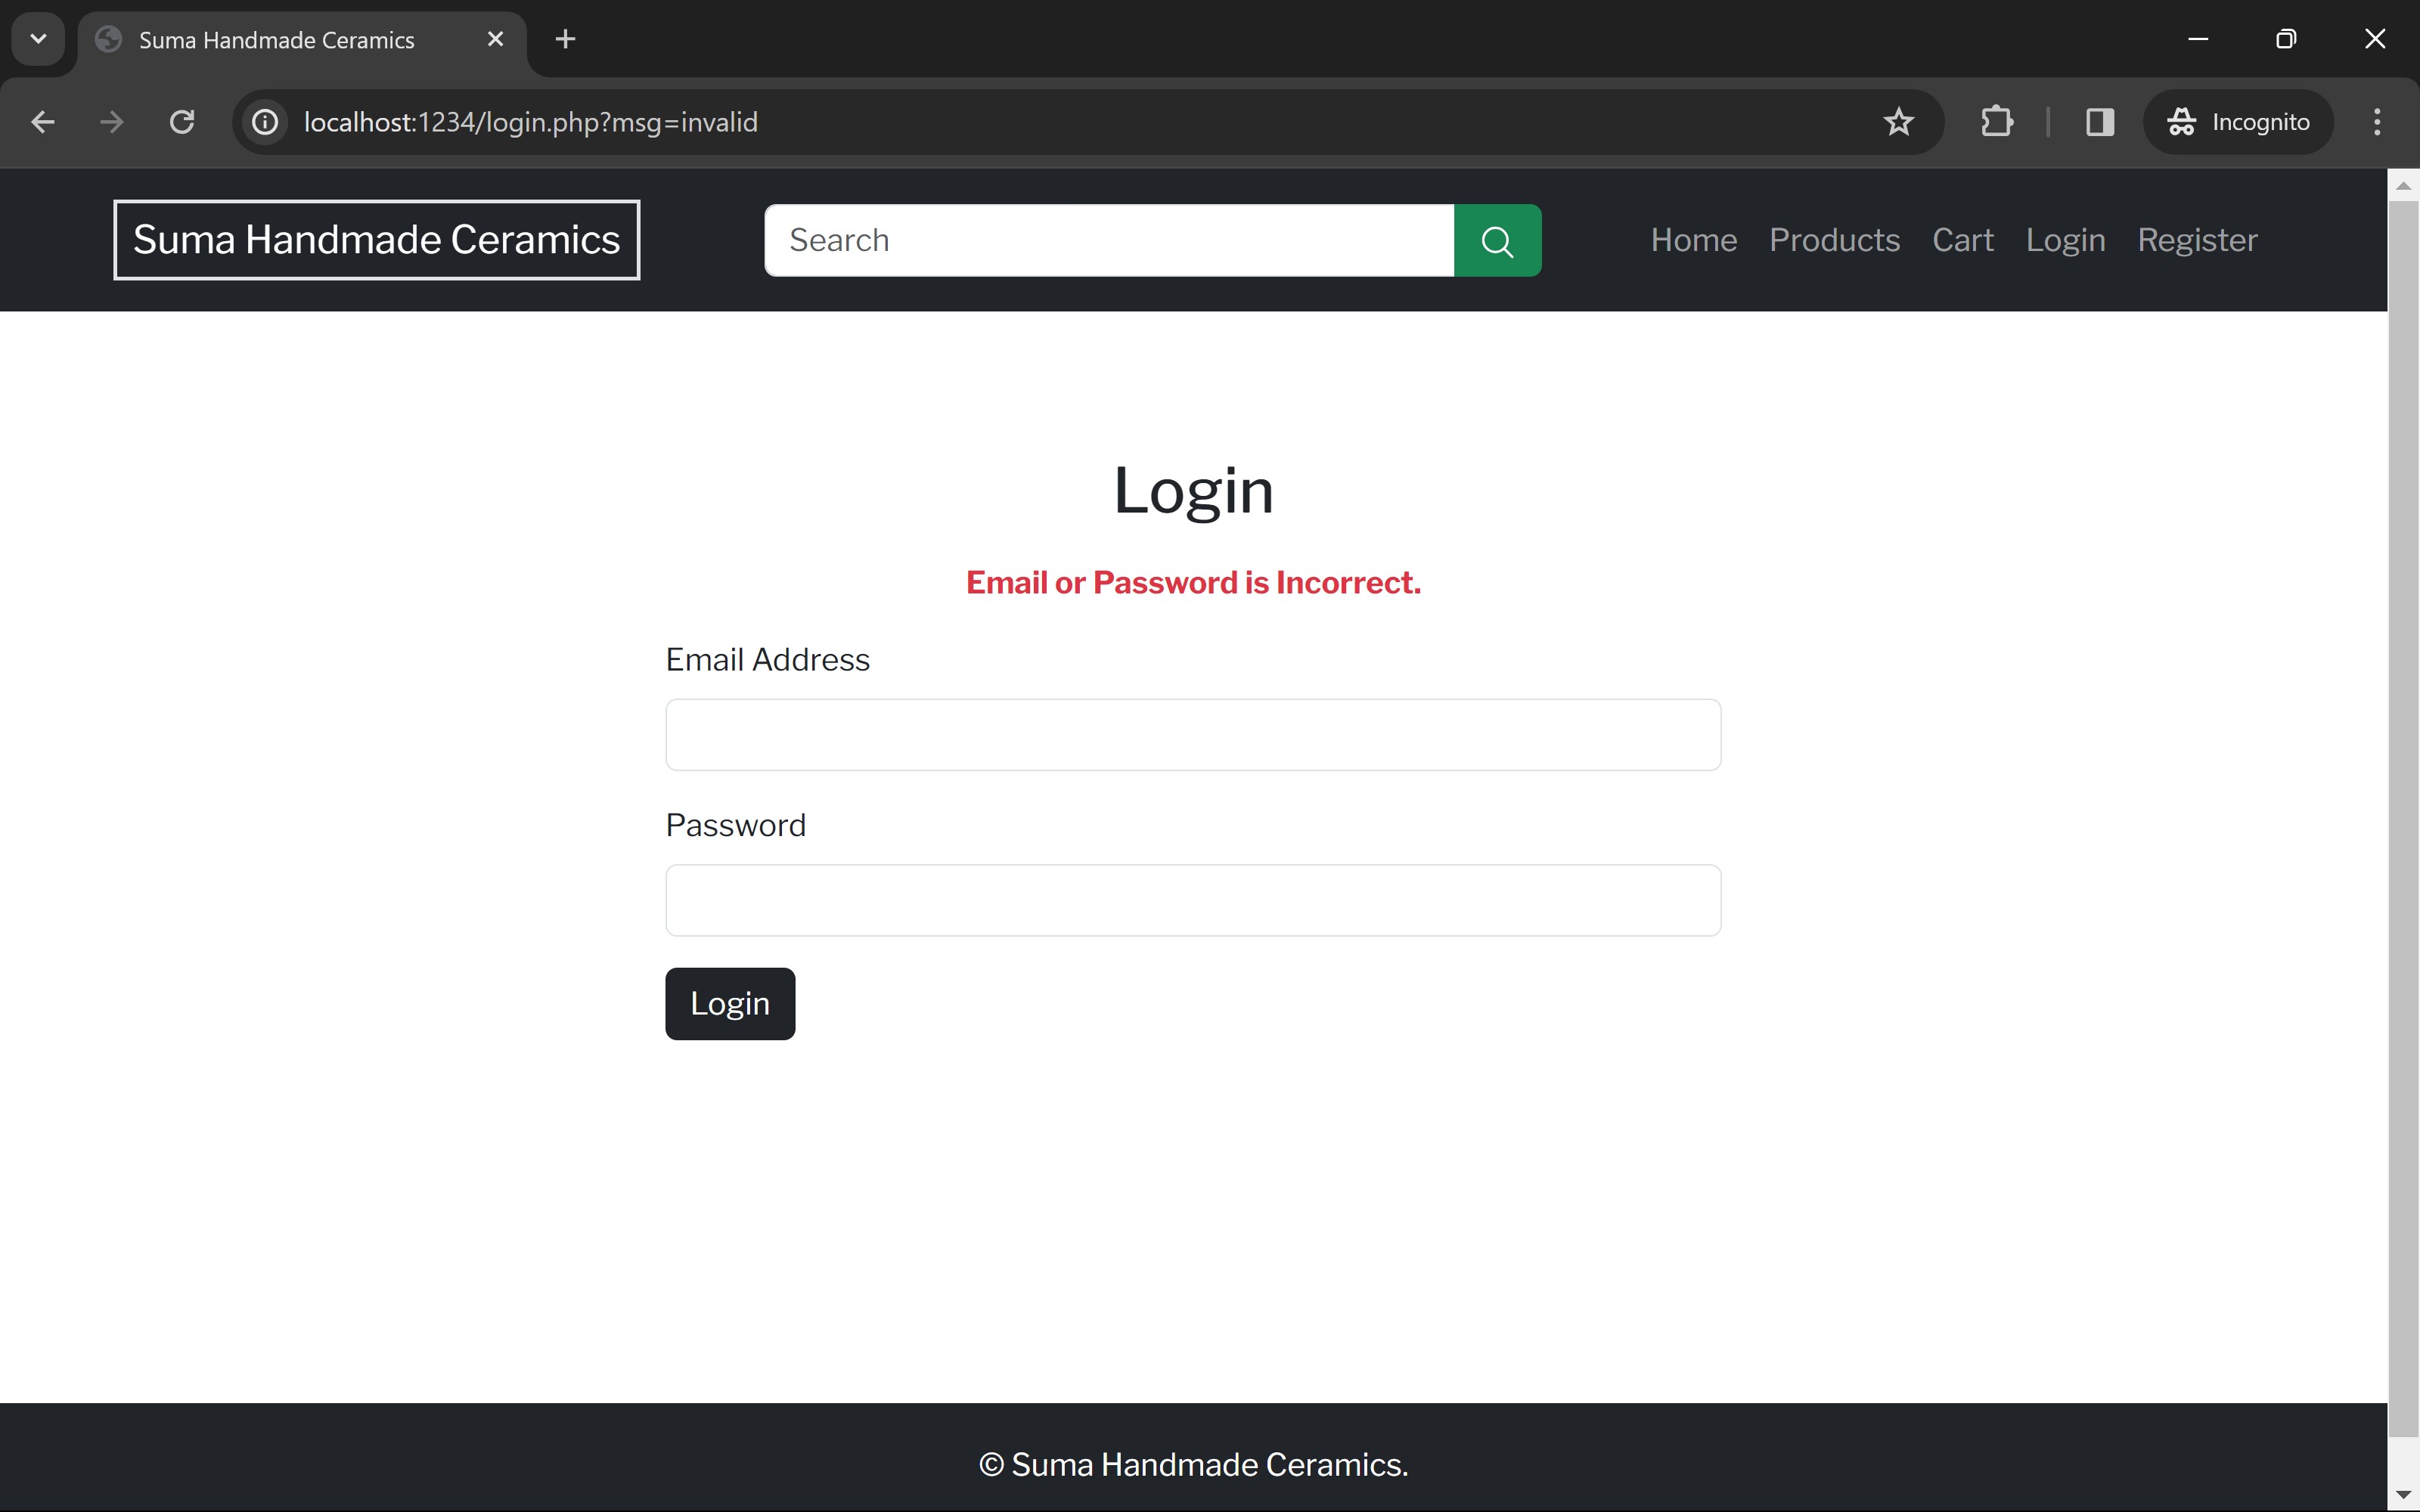 Suma Handmade Ceramics
localhost:1234/login.php?msg=invalid
Incognito
Suma Handmade Ceramics
Search
Home Products Cart Login Register
Login
Email or Password is Incorrect.
Email Address
Password
Login
© Suma Handmade Ceramics.